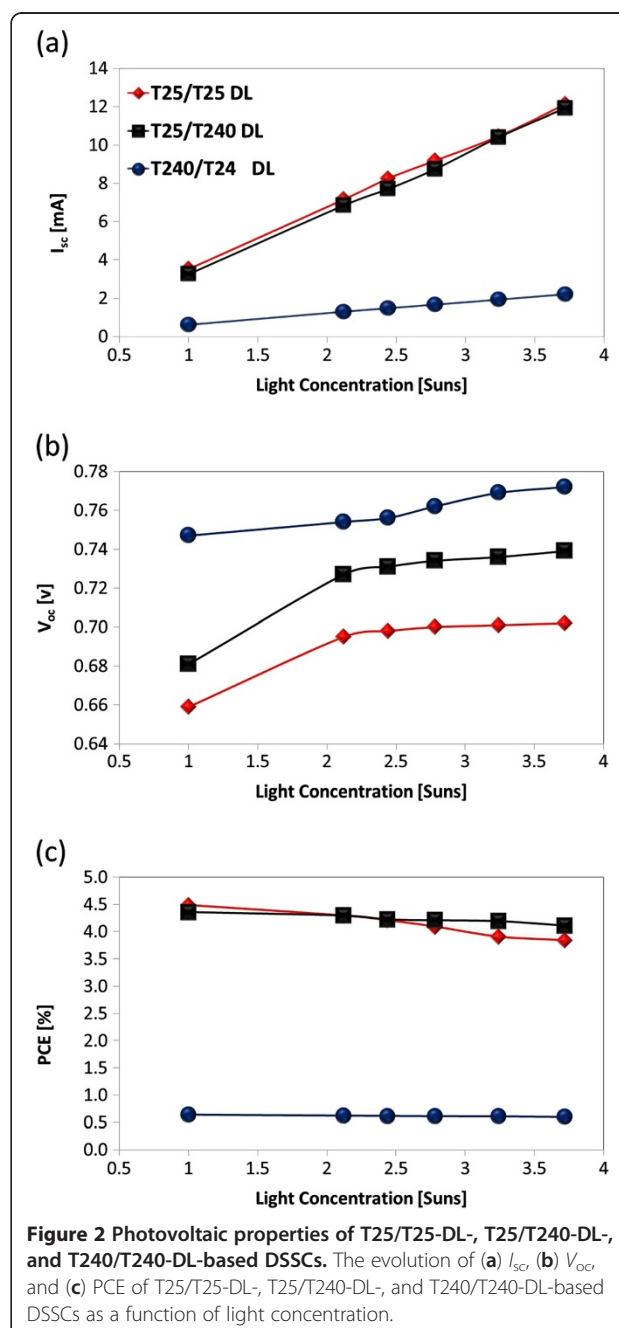 (a)
14
12
10
8
6
4
2
0
I_sc [mA]
T25/T25 DL
T25/T240 DL
T240/T24 DL
0.5 1 1.5 2 2.5 3 3.5 4
Light Concentration [Suns]
(b)
0.78
0.76
0.74
0.72
0.70
0.68
0.66
0.64
V_oc [v]
0.5 1 1.5 2 2.5 3 3.5 4
Light Concentration [Suns]
(c)
5.0
4.5
4.0
3.5
3.0
2.5
2.0
1.5
1.0
0.5
0.0
PCE [%]
0.5 1 1.5 2 2.5 3 3.5 4
Light Concentration [Suns]
Figure 2 Photovoltaic properties of T25/T25-DL-, T25/T240-DL-,
and T240/T240-DL-based DSSCs. The evolution of (a) I_sc, (b) V_oc,
and (c) PCE of T25/T25-DL-, T25/T240-DL-, and T240/T240-DL-based
DSSCs as a function of light concentration.